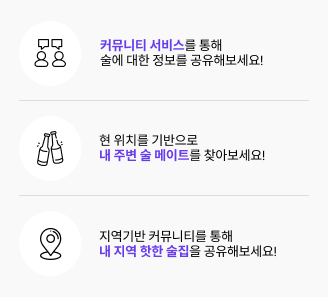 커뮤니티 서비스를 통해
술에 대한 정보를 공유해보세요!
현 위치를 기반으로
내 주변 술 메이트를 찾아보세요!
지역기반 커뮤니티를 통해
내 지역 핫한 술집을 공유해보세요!